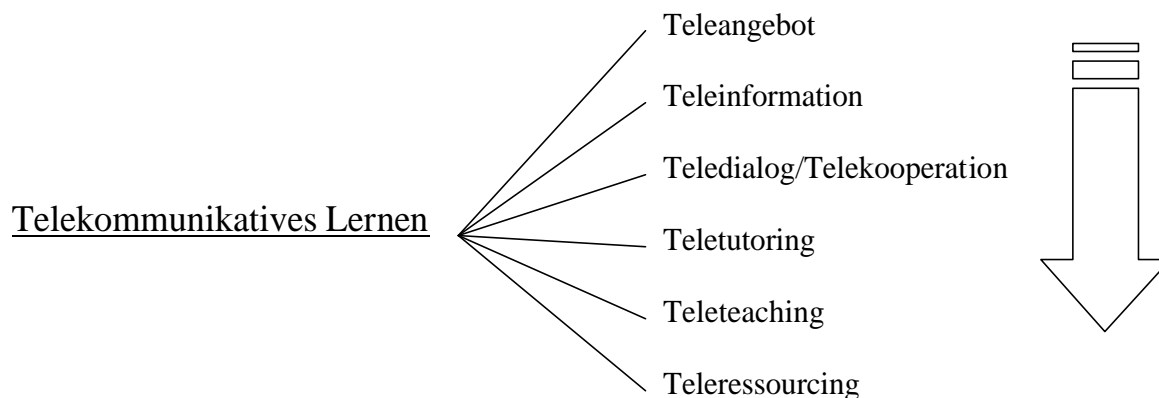 Teleangebot
Teleinformation
Teledialog/Telekooperation
Telekommunikatives Lernen
Teletutoring
Teleteaching
Teleressourcing